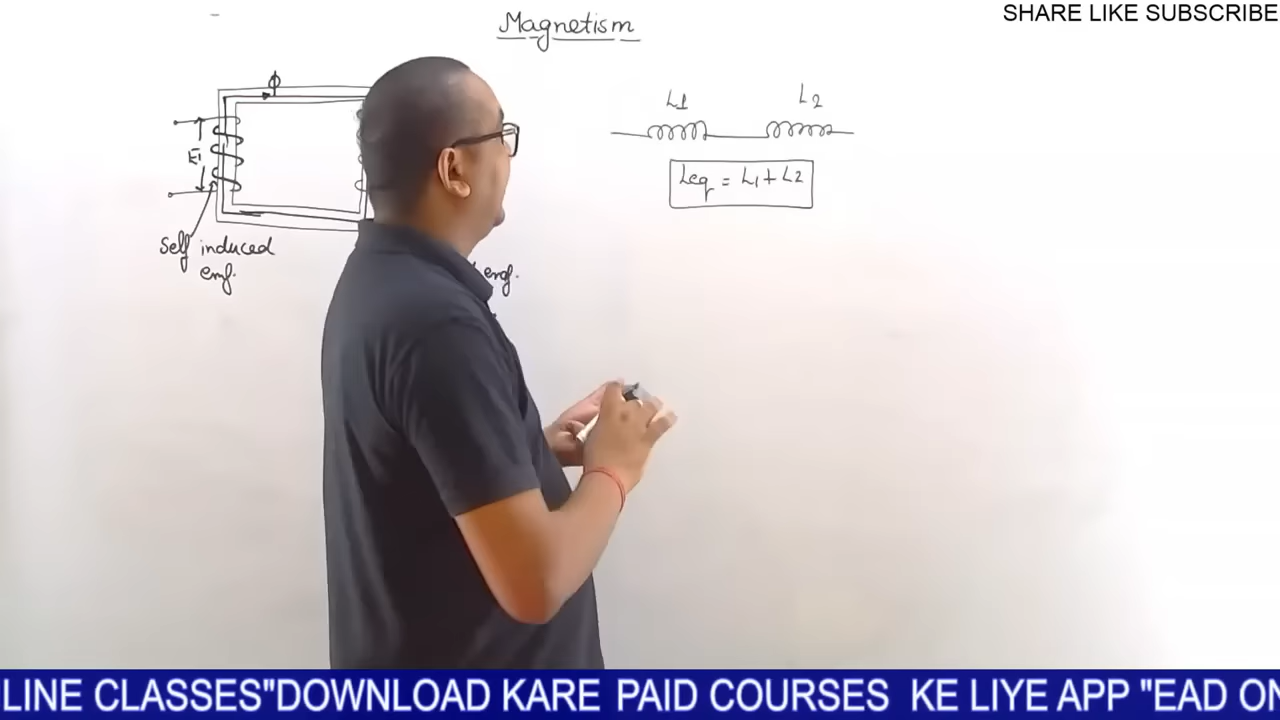 SHARE LIKE SUBSCRIBE
Magnetism
Φ
E1
Self induced
emf.
emf.
L1
L2
Leq = L1 + L2
LINE CLASSES"DOWNLOAD KARE PAID COURSES KE LIYE APP "EAD ON